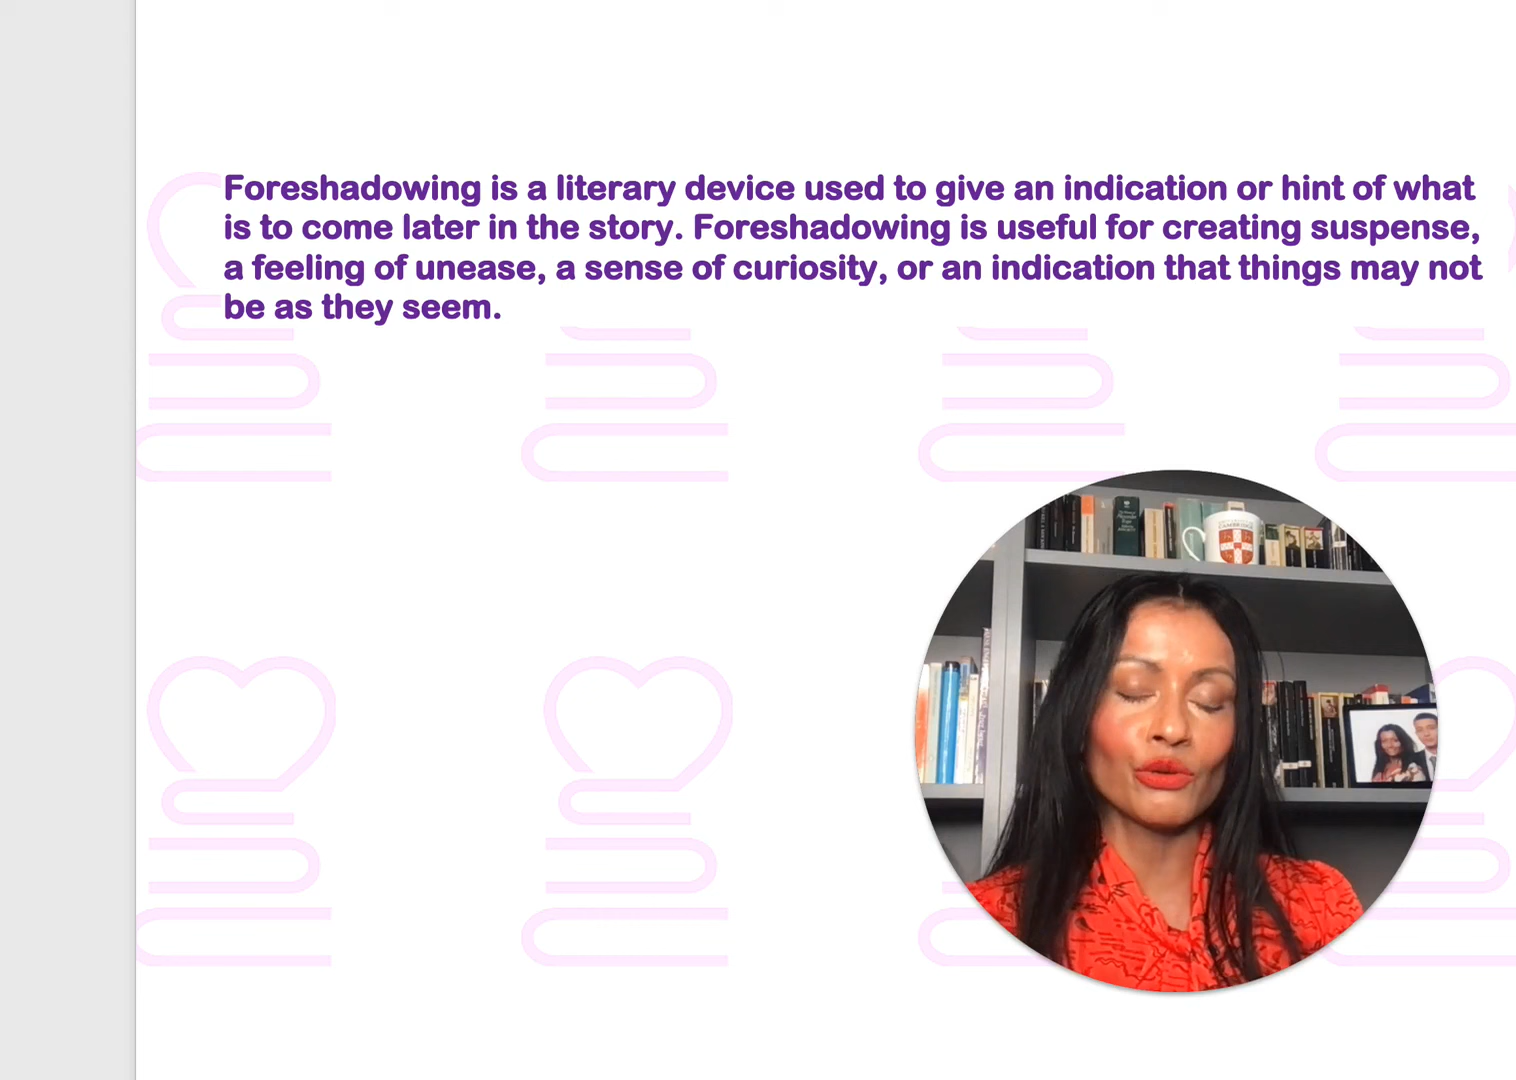 Foreshadowing is a literary device used to give an indication or hint of what
is to come later in the story. Foreshadowing is useful for creating suspense,
a feeling of unease, a sense of curiosity, or an indication that things may not
be as they seem.
CAMBRIDGE